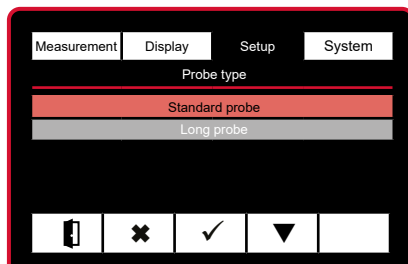 Measurement Display Setup System
Probe type
Standard probe
Long probe